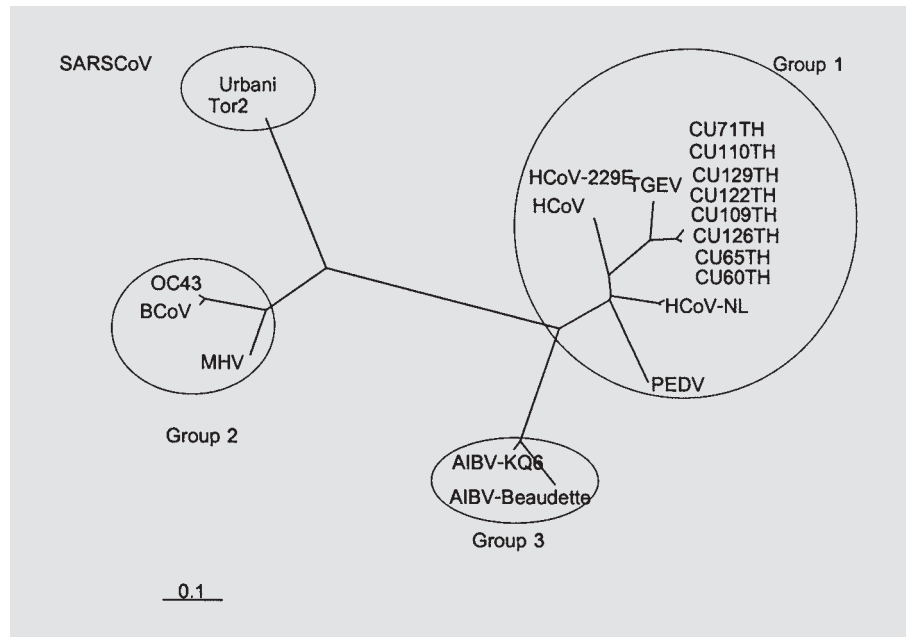 SARSCoV
Urbani
Tor2
Group 1
CU71TH
CU110TH
CU129TH
CU122TH
CU109TH
CU126TH
CU65TH
CU60TH
HCoV-229E
TGEV
HCoV
HCoV-NL
PEDV
OC43
BCoV
MHV
Group 2
AIBV-KQ6
AIBV-Beaudette
Group 3
0.1